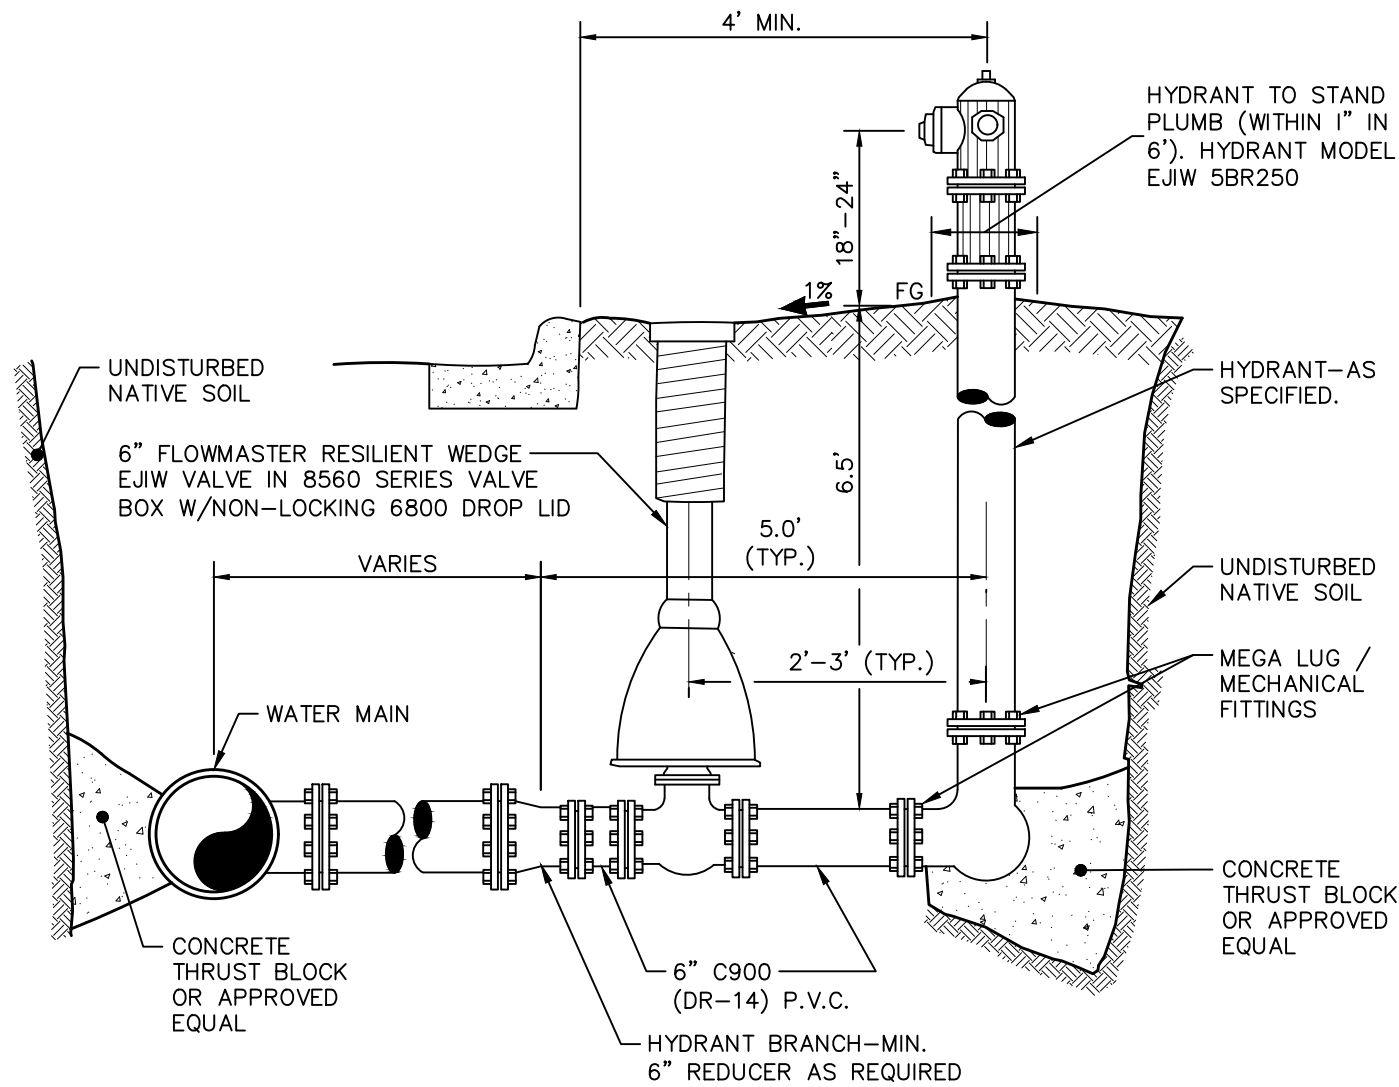 4' MIN.
HYDRANT TO STAND
PLUMB (WITHIN 1" IN
6'). HYDRANT MODEL
EJIW 5BR250
18"-24"
1%
FG
UNDISTURBED
NATIVE SOIL
HYDRANT-AS
SPECIFIED.
6" FLOWMASTER RESILIENT WEDGE
EJIW VALVE IN 8560 SERIES VALVE
BOX W/NON-LOCKING 6800 DROP LID
6.5'
5.0'
(TYP.)
VARIES
UNDISTURBED
NATIVE SOIL
2'-3' (TYP.)
MEGA LUG /
MECHANICAL
FITTINGS
WATER MAIN
CONCRETE
THRUST BLOCK
OR APPROVED
EQUAL
CONCRETE
THRUST BLOCK
OR APPROVED
EQUAL
6" C900
(DR-14) P.V.C.
HYDRANT BRANCH-MIN.
6" REDUCER AS REQUIRED